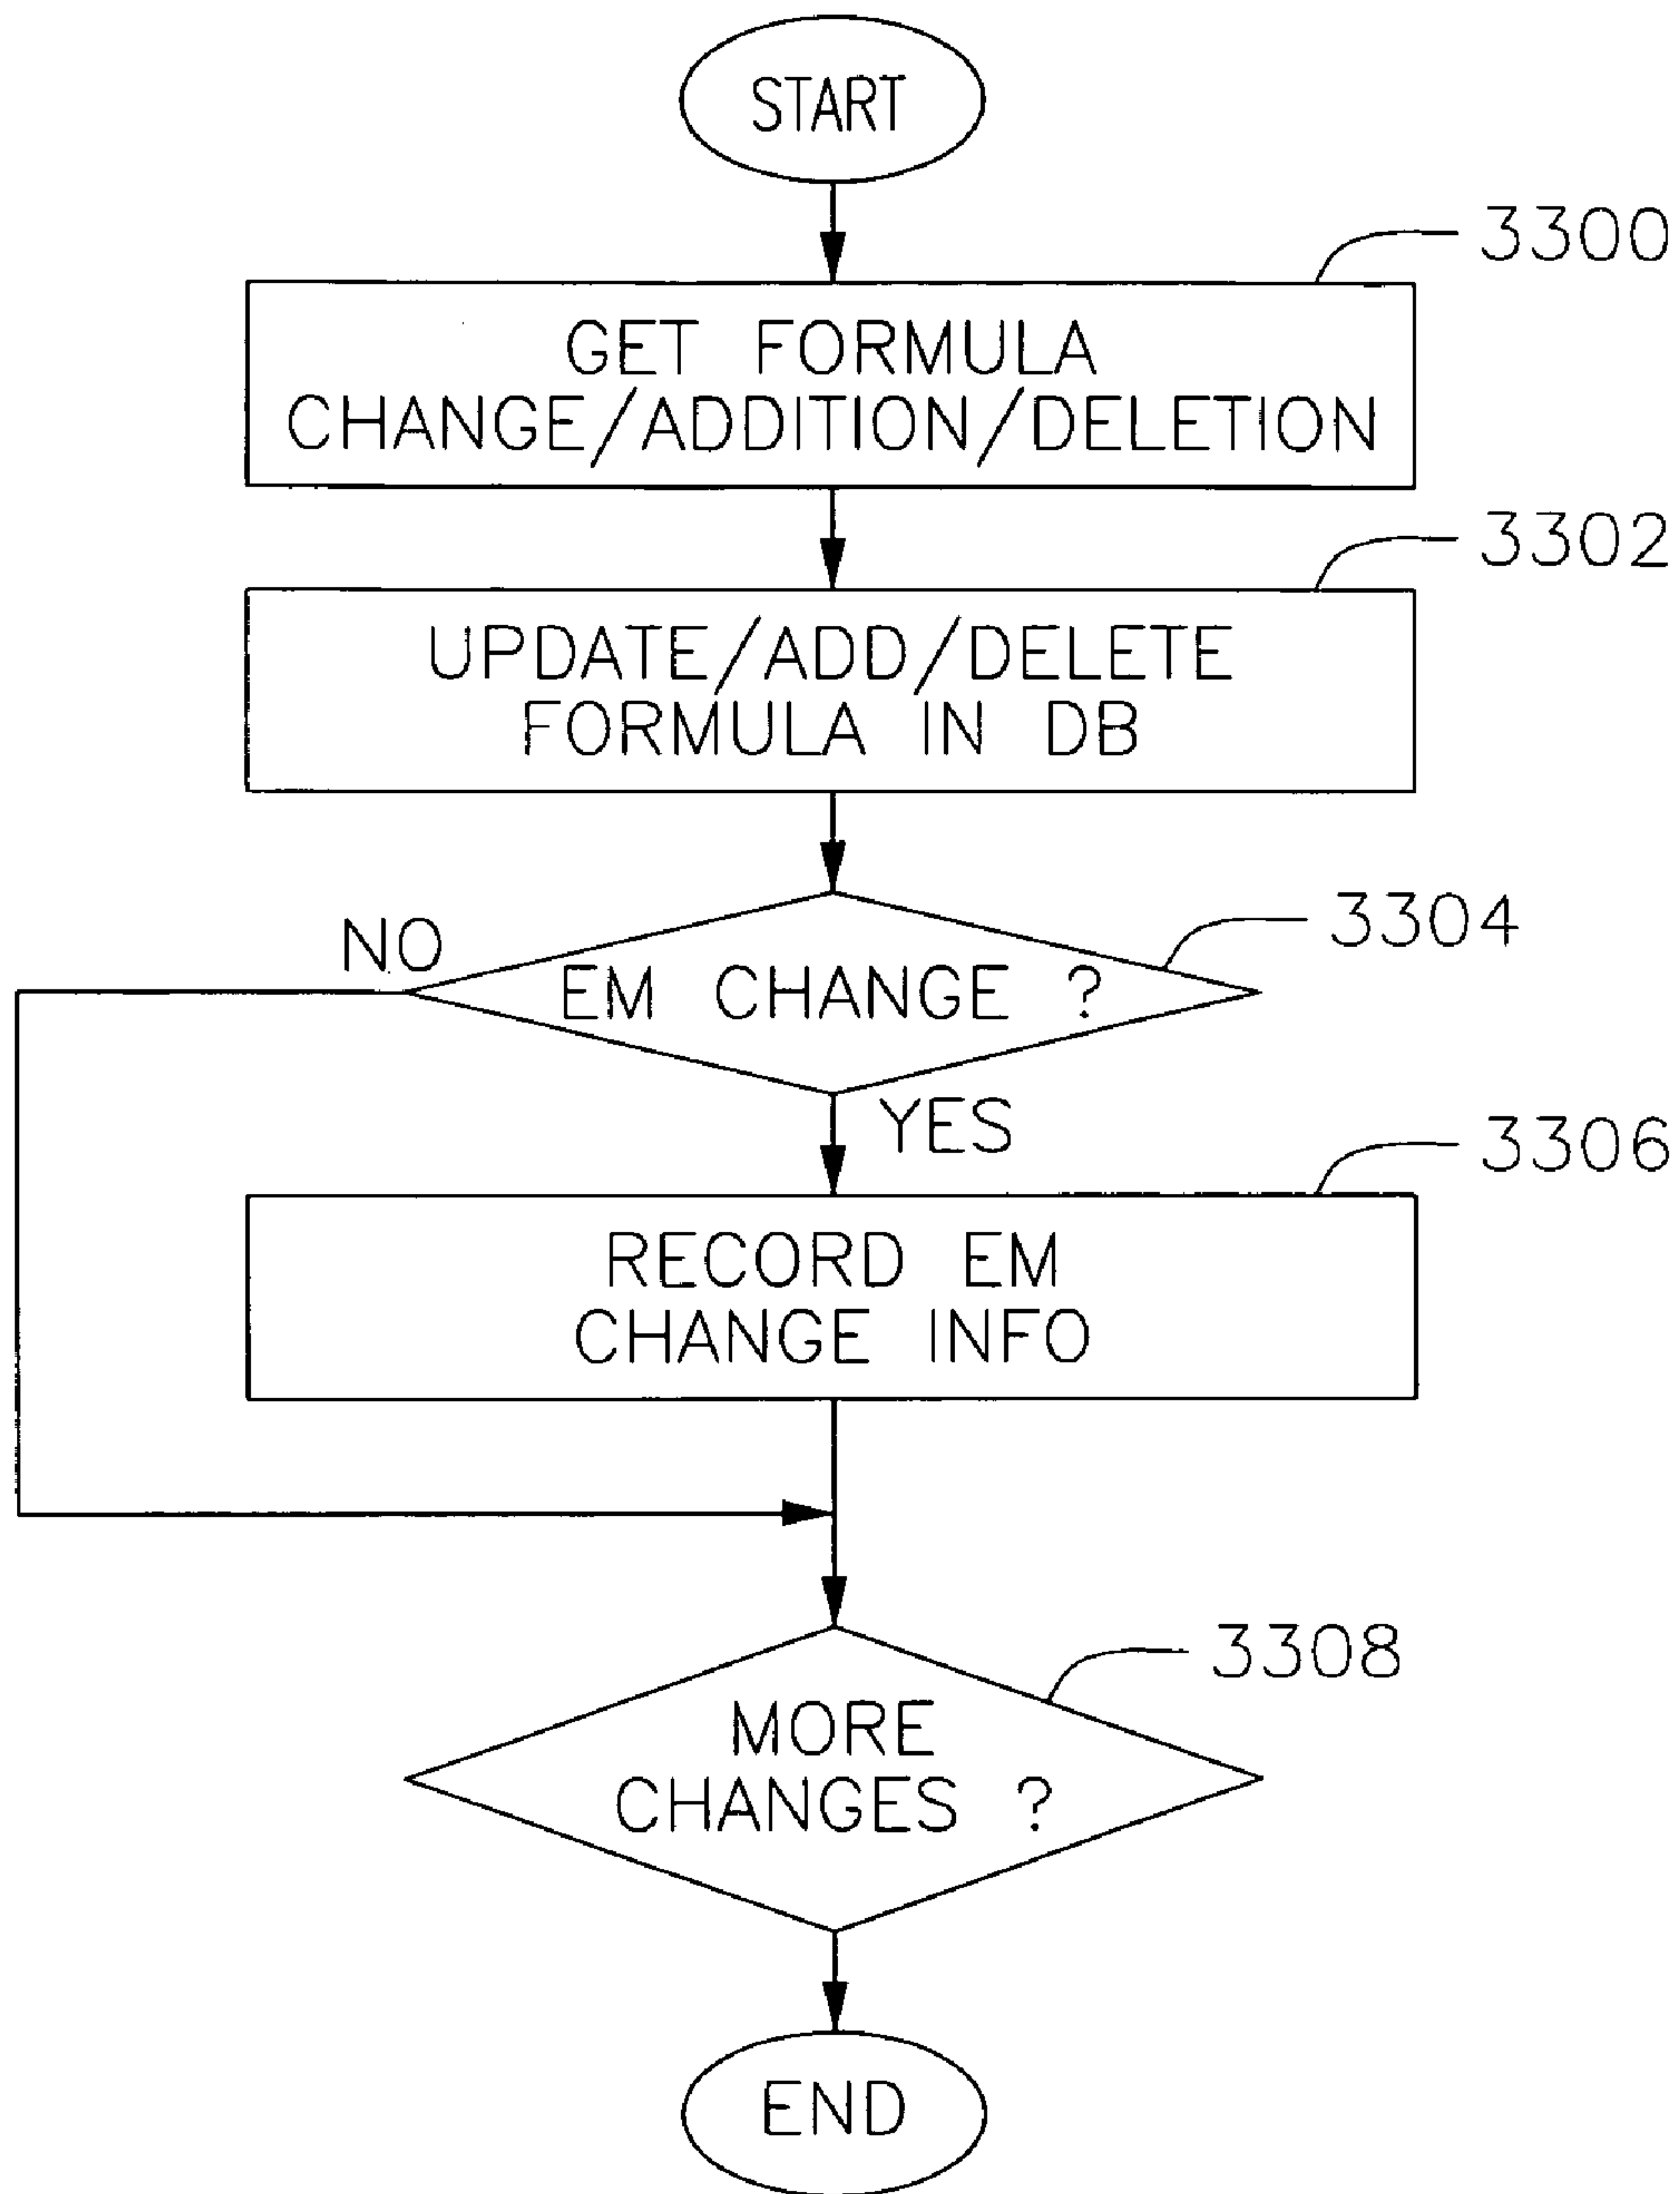 START
3300
GET FORMULA
CHANGE/ADDITION/DELETION
3302
UPDATE/ADD/DELETE
FORMULA IN DB
3304
NO
EM CHANGE ?
YES
3306
RECORD EM
CHANGE INFO
3308
MORE
CHANGES ?
END